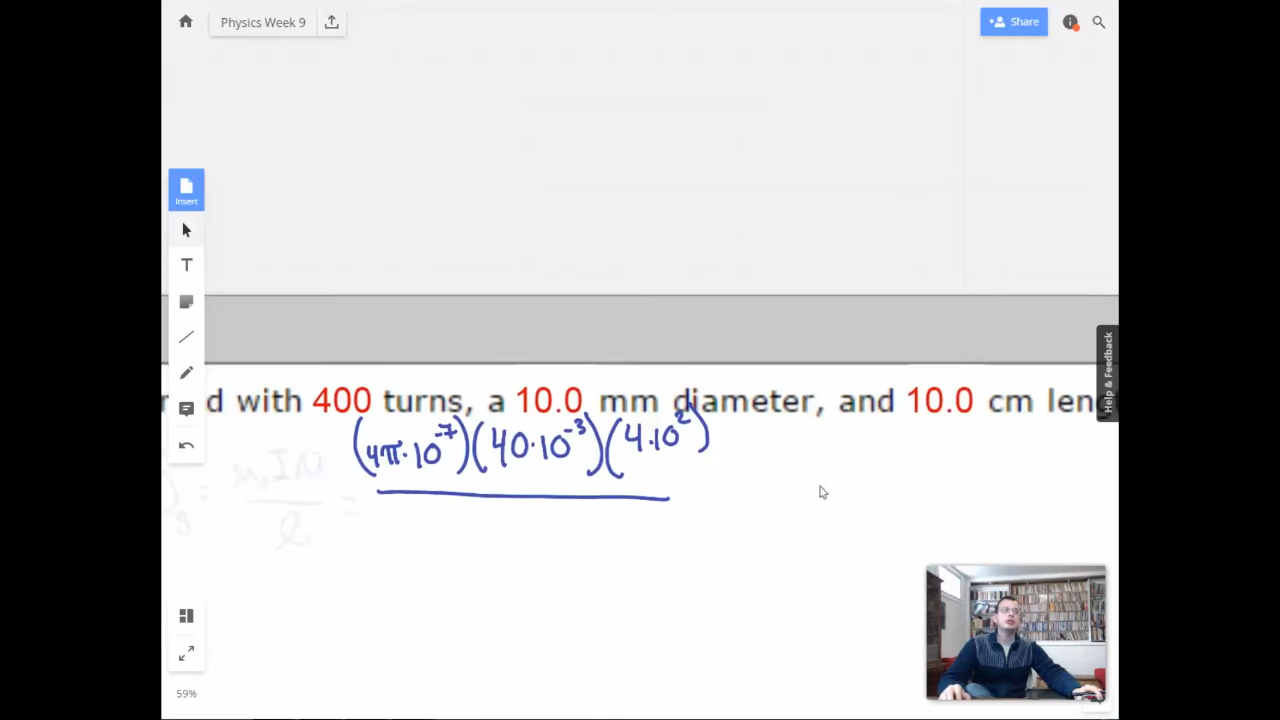 Physics Week 9
Share
Insert
T
Help & Feedback
d with 400 turns, a 10.0 mm diameter, and 10.0 cm len
(4π·10⁻⁷)(40·10⁻³)(4·10²)
= μ₀IN / ℓ =
59%